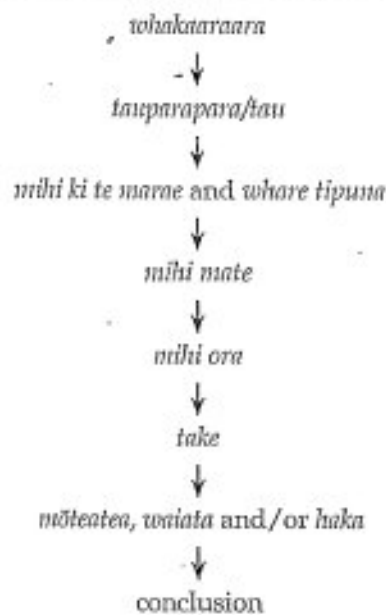 whakaaraara
↓
tauparapara/tau
↓
mihi ki te marae and whare tipuna
↓
mihi mate
↓
mihi ora
↓
take
↓
mōteatea, waiata and/or haka
↓
conclusion